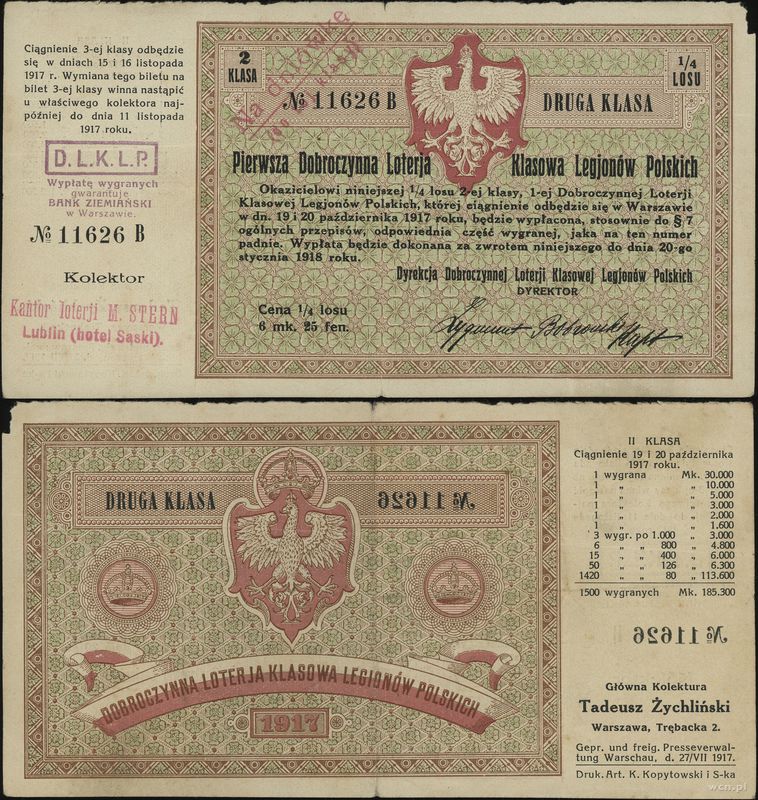 Ciągnienie 3-ej klasy odbędzie
się w dniach 15 i 16 listopada
1917 r. Wymiana tego biletu na
bilet 3-ej klasy winna nastąpić
u właściwego kolektora naj-
później do dnia 11 listopada
1917 roku.
D.L.K.L.P.
Wypłatę wygranych
gwarantuje
BANK ZIEMIAŃSKI
w Warszawie.
№ 11626 B
Kolektor
Kantor loterji M. STERN
Lublin (hotel Saski).
2
KLASA
Na
1/4
LOSU
№ 11626 B
DRUGA KLASA
Pierwsza Dobroczynna Loterja Klasowa Legjonów Polskich
Okazicielowi niniejszej 1/4 losu 2-ej klasy, 1-ej Dobroczynnej Loterji
Klasowej Legjonów Polskich, której ciągnienie odbędzie się w Warszawie
w dn. 19 i 20 października 1917 roku, będzie wypłacona, stosownie do § 7
ogólnych przepisów, odpowiednia część wygranej, jaka na ten numer
padnie. Wypłata będzie dokonana za zwrotem niniejszego do dnia 20-go
stycznia 1918 roku.
Dyrekcja Dobroczynnej Loterji Klasowej Legjonów Polskich
DYREKTOR
Cena 1/4 losu
6 mk. 25 fen.
Zygmunt Bobrowski
DRUGA KLASA
№ 11626
DOBROCZYNNA LOTERJA KLASOWA LEGIONÓW POLSKICH
1917
II KLASA
Ciągnienie 19 i 20 października
1917 roku.
1 wygrana Mk. 30.000
1 „ „ 10.000
1 „ „ 5.000
1 „ „ 3.000
1 „ „ 2.000
1 „ „ 1.600
3 wygr. po 1.000 „ 3.000
6 „ „ 800 „ 4.800
15 „ „ 400 „ 6.000
50 „ „ 126 „ 6.300
1420 „ „ 80 „ 113.600
1500 wygranych Mk. 185.300
№ 11626
Główna Kolektura
Tadeusz Żychliński
Warszawa, Trębacka 2.
Gepr. und freig. Presseverwal-
tung Warschau, d. 27/VII 1917.
Druk. Art. K. Kopytowski i S-ka
wcn.pl